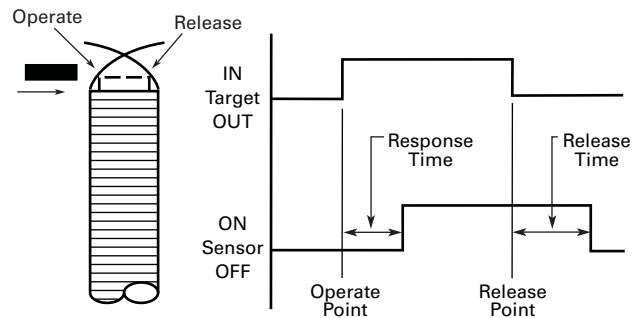 Operate
Release
IN
Target
OUT
Response
Time
Release
Time
ON
Sensor
OFF
Operate
Point
Release
Point